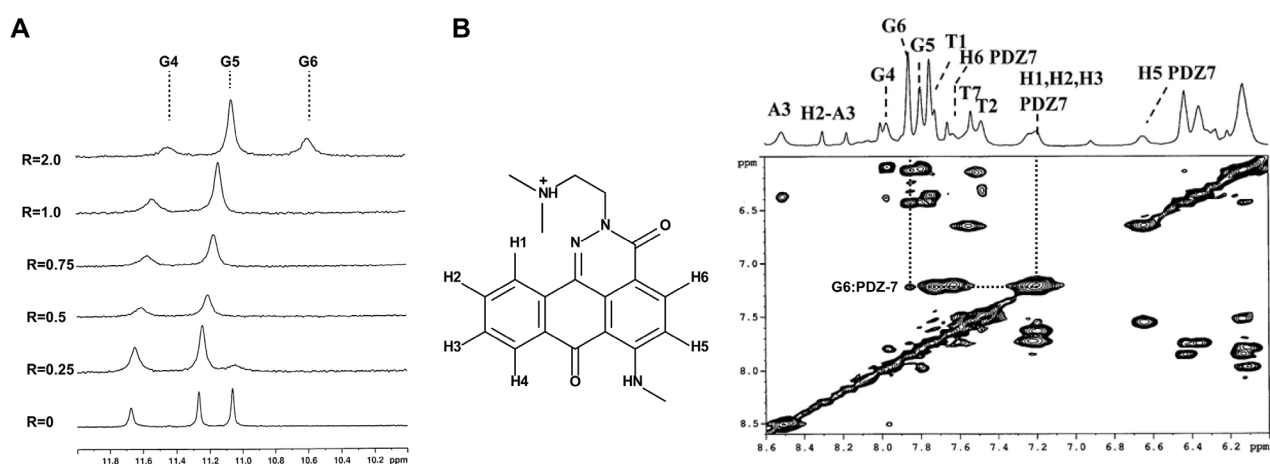 A
G4 G5 G6
R=2.0
R=1.0
R=0.75
R=0.5
R=0.25
R=0
11.8 11.6 11.4 11.2 11.0 10.8 10.6 10.4 10.2 ppm
B
+
NH
N
N
O
H1
H2
H3
H4
H5
H6
O
HN
G6
G5
T1
H6 PDZ7
G4
T7
T2
H1,H2,H3
PDZ7
H5 PDZ7
A3
H2-A3
ppm
6.5
7.0
G6:PDZ-7
7.5
8.0
8.5
8.6 8.4 8.2 8.0 7.8 7.6 7.4 7.2 7.0 6.8 6.6 6.4 6.2 ppm